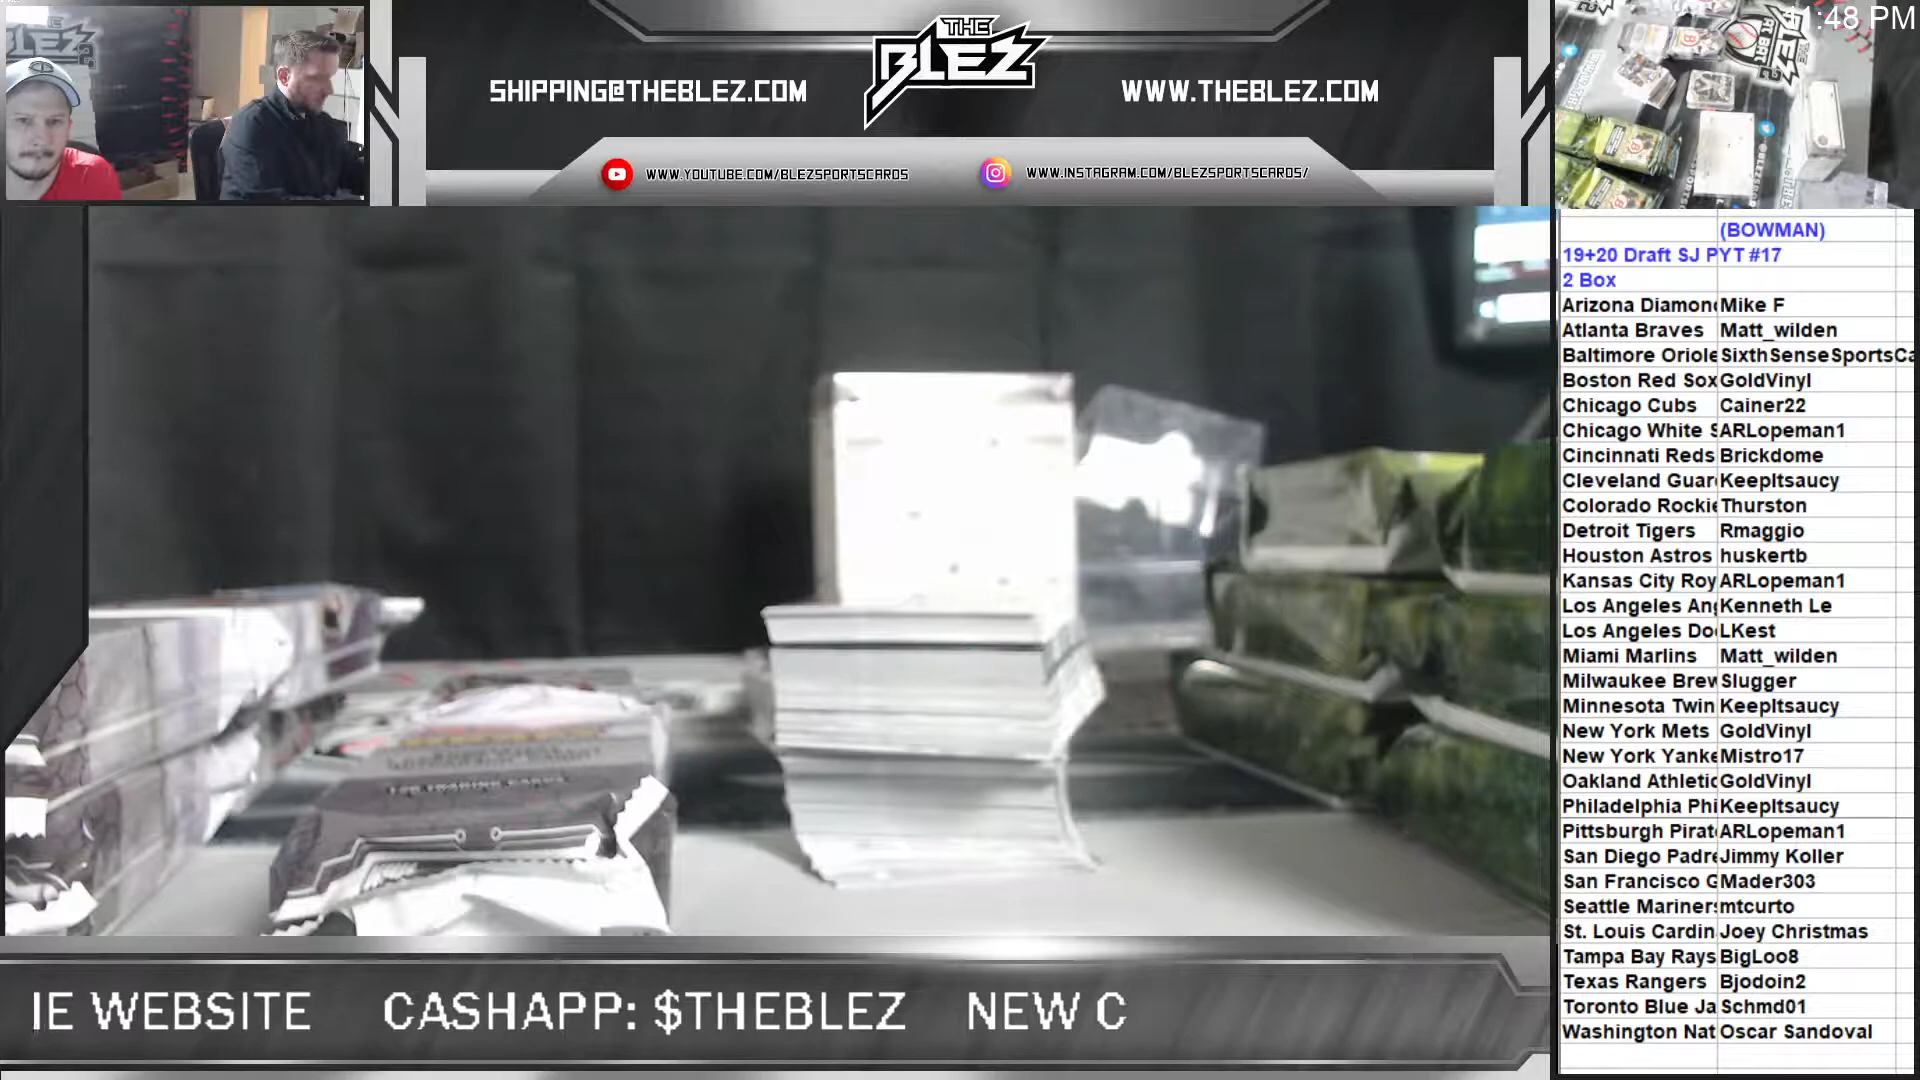 THE
BLEZ
SHIPPING@THEBLEZ.COM
WWW.THEBLEZ.COM
WWW.YOUTUBE.COM/BLEZSPORTSCARDS
WWW.INSTAGRAM.COM/BLEZSPORTSCARDS/
:48 PM
(BOWMAN)
19+20 Draft SJ PYT #17
2 Box
Arizona Diamon Mike F
Atlanta Braves Matt_wilden
Baltimore Oriole SixthSenseSportsCa
Boston Red Sox GoldVinyl
Chicago Cubs Cainer22
Chicago White S ARLopeman1
Cincinnati Reds Brickdome
Cleveland Guar KeepItsaucy
Colorado Rockie Thurston
Detroit Tigers Rmaggio
Houston Astros huskertb
Kansas City Roy ARLopeman1
Los Angeles Ang Kenneth Le
Los Angeles Do LKest
Miami Marlins Matt_wilden
Milwaukee Brew Slugger
Minnesota Twin KeepItsaucy
New York Mets GoldVinyl
New York Yanke Mistro17
Oakland Athletic GoldVinyl
Philadelphia Phi KeepItsaucy
Pittsburgh Pirat ARLopeman1
San Diego Padre Jimmy Koller
San Francisco G Mader303
Seattle Mariners mtcurto
St. Louis Cardin Joey Christmas
Tampa Bay Rays BigLoo8
Texas Rangers Bjodoin2
Toronto Blue Ja Schmd01
Washington Nat Oscar Sandoval
IE WEBSITE CASHAPP: $THEBLEZ NEW C